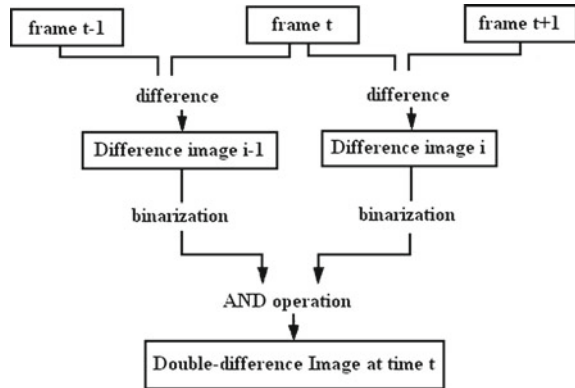 frame t-1
frame t
frame t+1
difference
difference
Difference image i-1
Difference image i
binarization
binarization
AND operation
Double-difference Image at time t